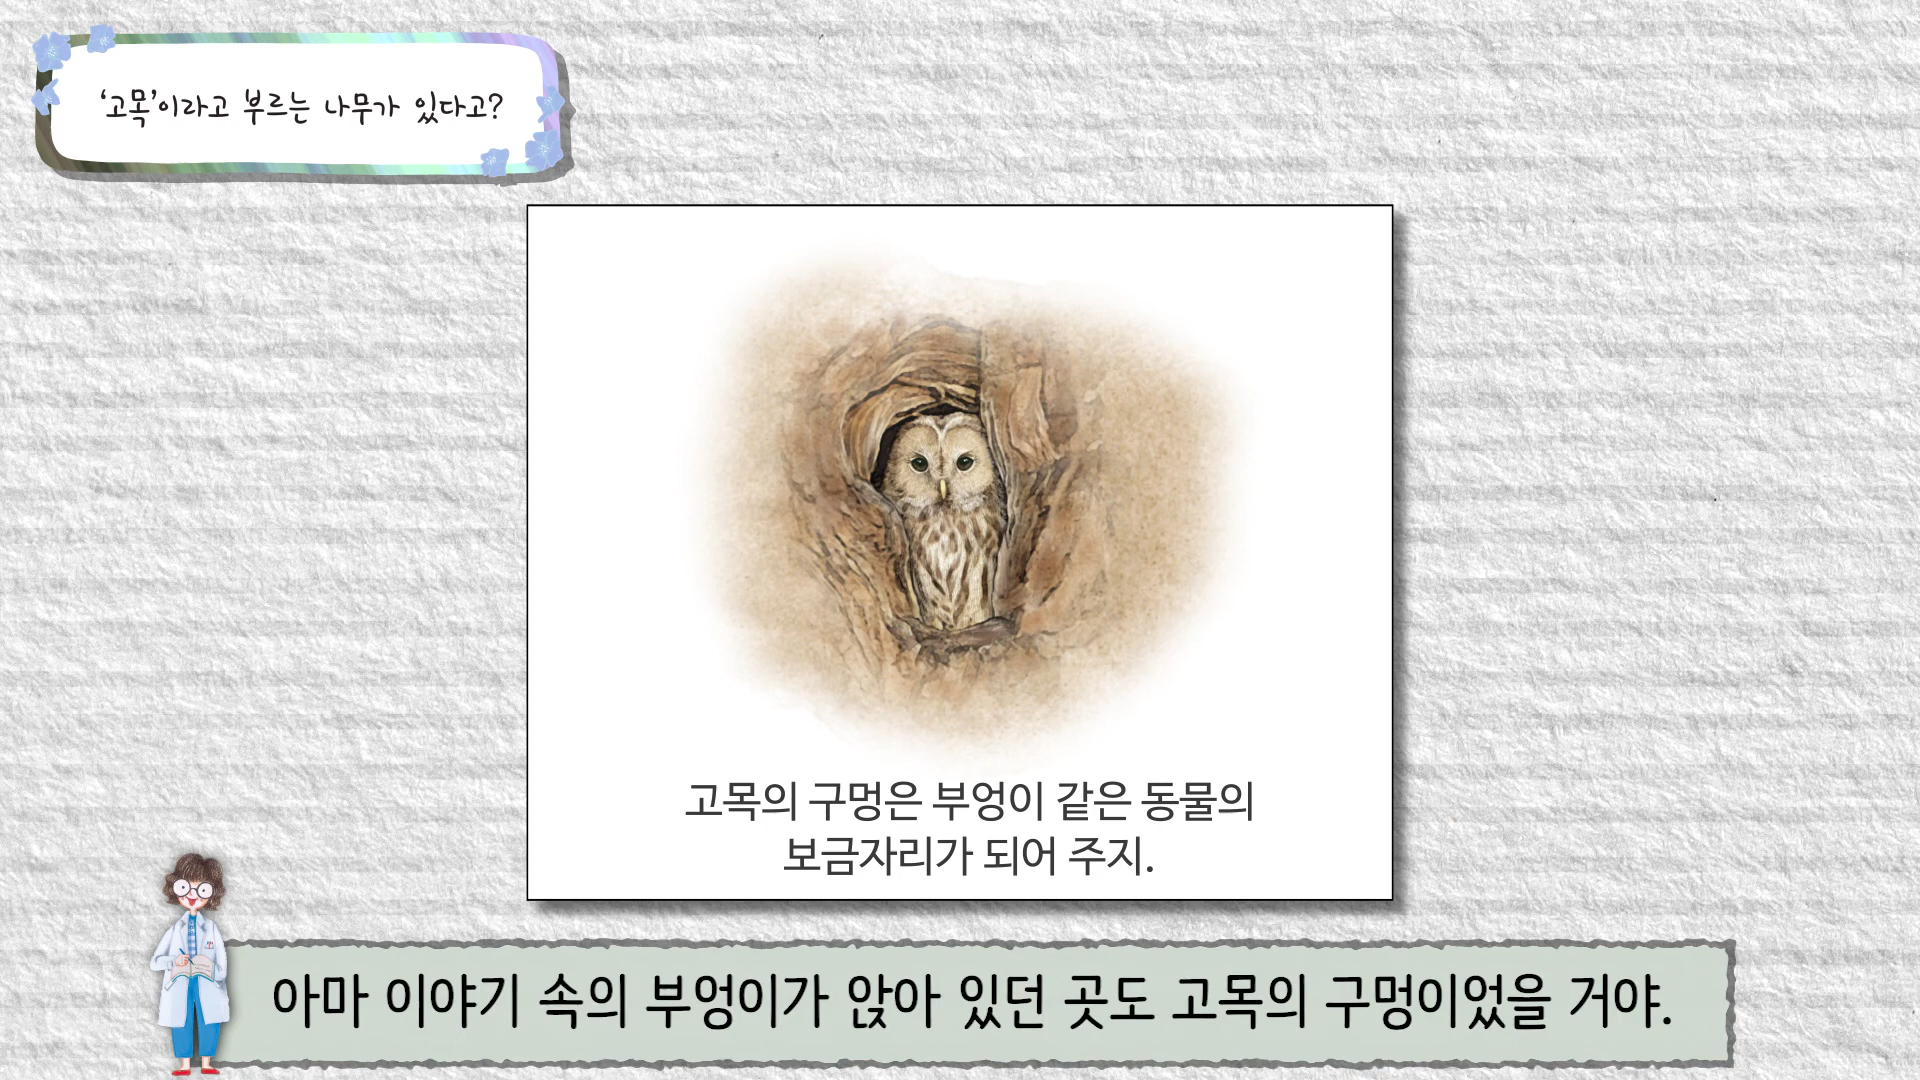 ‘고목’이라고 부르는 나무가 있다고?
고목의 구멍은 부엉이 같은 동물의
보금자리가 되어 주지.
아마 이야기 속의 부엉이가 앉아 있던 곳도 고목의 구멍이었을 거야.